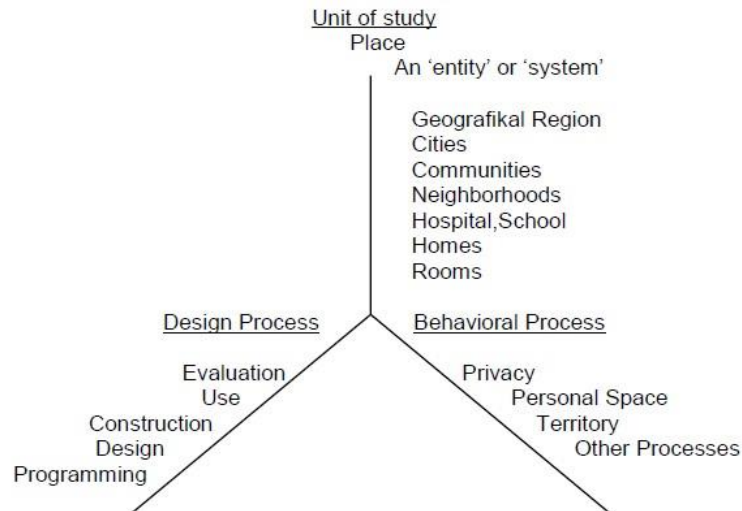 Unit of study
Place
An ‘entity’ or ‘system’
Geografikal Region
Cities
Communities
Neighborhoods
Hospital,School
Homes
Rooms
Design Process
Evaluation
Use
Construction
Design
Programming
Behavioral Process
Privacy
Personal Space
Territory
Other Processes